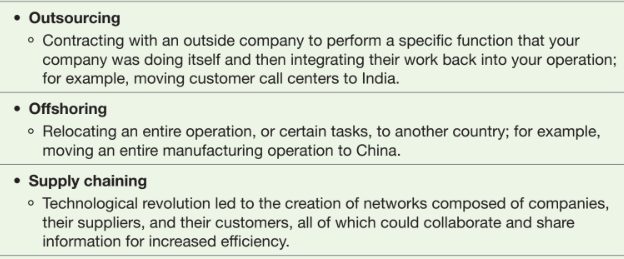 • Outsourcing
○ Contracting with an outside company to perform a specific function that your
company was doing itself and then integrating their work back into your operation;
for example, moving customer call centers to India.
• Offshoring
○ Relocating an entire operation, or certain tasks, to another country; for example,
moving an entire manufacturing operation to China.
• Supply chaining
○ Technological revolution led to the creation of networks composed of companies,
their suppliers, and their customers, all of which could collaborate and share
information for increased efficiency.